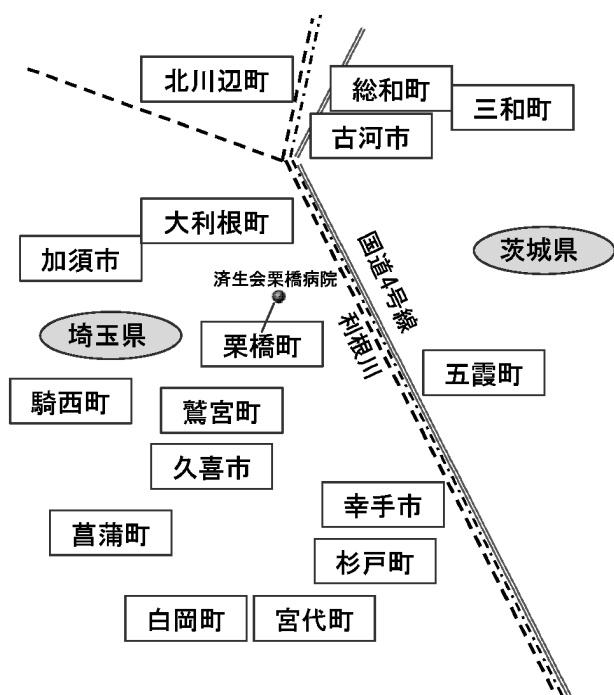 北川辺町
総和町
三和町
古河市
大利根町
加須市
国道4号線
茨城県
済生会栗橋病院
埼玉県
栗橋町
利根川
五霞町
騎西町
鷲宮町
久喜市
幸手市
菖蒲町
杉戸町
白岡町
宮代町